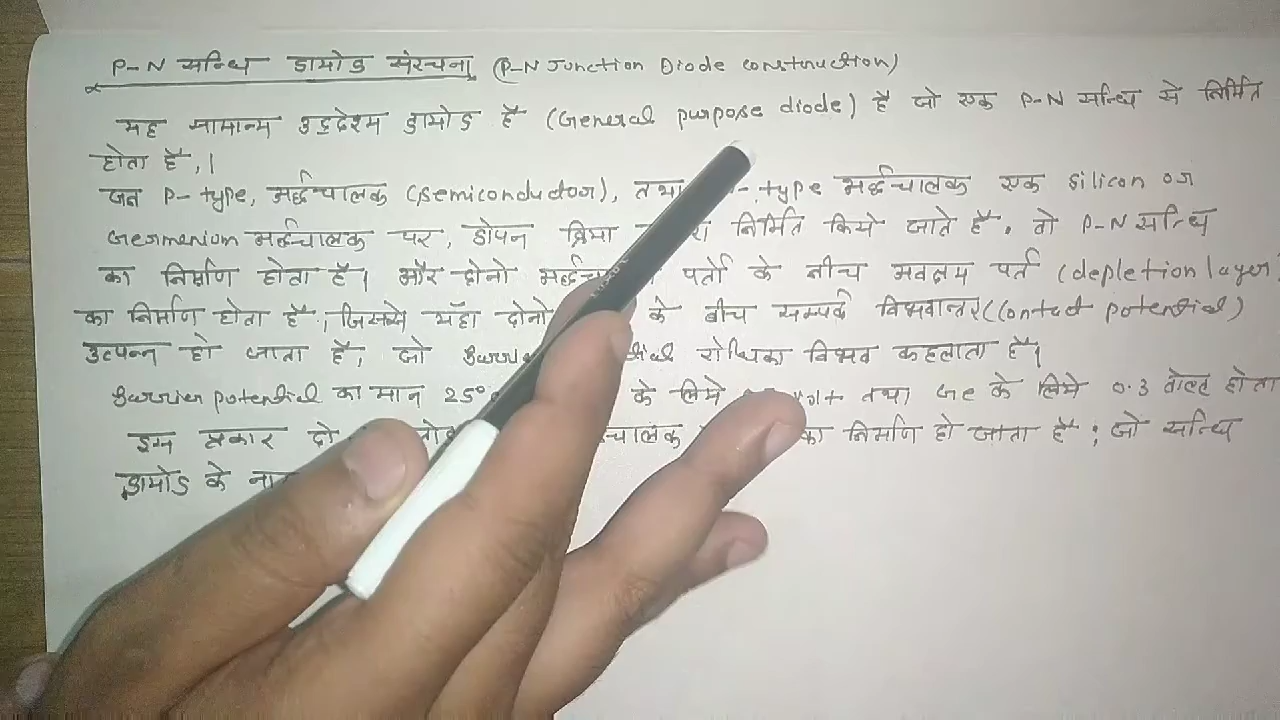 P-N सन्धि डायोड संरचना (P-N Junction Diode construction)
यह सामान्य उद्देश्य डायोड है (General purpose diode) है जो एक P-N सन्धि से निर्मित
होता है,।
जब P-type, अर्द्धचालक (semiconductor), तथा -type अर्द्धचालक एक silicon or
Germanium अर्द्धचालक पर, डोपन क्रिया निर्मित किये जाते है. तो P-N सन्धि
का निर्माण होता है। और दोनो पर्तो के बीच अवक्षय पर्त (depletion layer)
का निर्माण होता है, जिससे यहाँ दोनो के बीच सम्पर्क विभवान्तर (Contact potential)
उत्पन्न हो जाता है, जो रोधिका विभव कहलाता है।
Barrier potential का मान 25° के लिये तथा Ge के लिये 0.3 वोल्ट होता
इस प्रकार दो का निर्माण हो जाता है; जो सन्धि
डायोड के